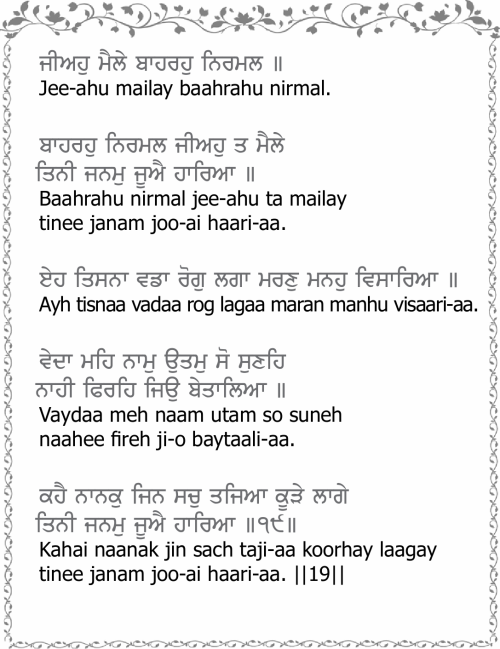 ਜੀਅਹੁ ਮੈਲੇ ਬਾਹਰਹੁ ਨਿਰਮਲ ॥
Jee-ahu mailay baahrahu nirmal.
ਬਾਹਰਹੁ ਨਿਰਮਲ ਜੀਅਹੁ ਤ ਮੈਲੇ
ਤਿਨੀ ਜਨਮੁ ਜੂਐ ਹਾਰਿਆ ॥
Baahrahu nirmal jee-ahu ta mailay
tinee janam joo-ai haari-aa.
ਏਹ ਤਿਸਨਾ ਵਡਾ ਰੋਗੁ ਲਗਾ ਮਰਣੁ ਮਨਹੁ ਵਿਸਾਰਿਆ ॥
Ayh tisnaa vadaa rog lagaa maran manhu visaari-aa.
ਵੇਦਾ ਮਹਿ ਨਾਮੁ ਉਤਮੁ ਸੋ ਸੁਣਹਿ
ਨਾਹੀ ਫਿਰਹਿ ਜਿਉ ਬੇਤਾਲਿਆ ॥
Vaydaa meh naam utam so suneh
naahee fireh ji-o baytaali-aa.
ਕਹੈ ਨਾਨਕੁ ਜਿਨ ਸਚੁ ਤਜਿਆ ਕੂੜੇ ਲਾਗੇ
ਤਿਨੀ ਜਨਮੁ ਜੂਐ ਹਾਰਿਆ ॥੧੯॥
Kahai naanak jin sach taji-aa koorhay laagay
tinee janam joo-ai haari-aa. ||19||